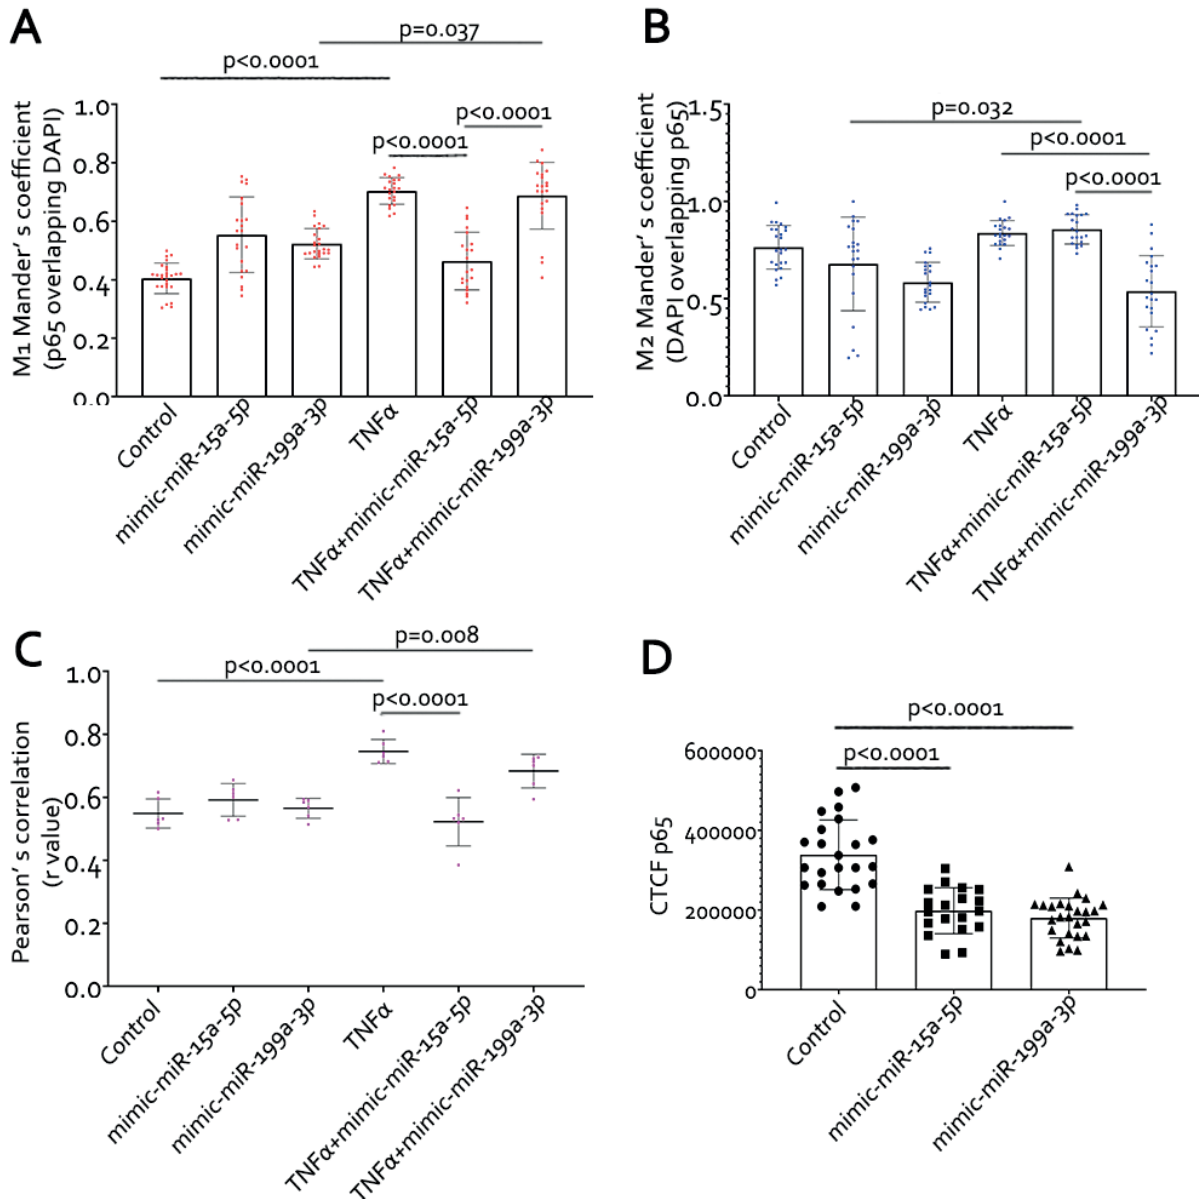 A
p=0.037
p<0.0001
p<0.0001
p<0.0001
M1 Mander's coefficient
(p65 overlapping DAPI)
1.0
0.8
0.6
0.4
0.2
0.0
Control
mimic-miR-15a-5p
mimic-miR-199a-3p
TNFα
TNFα+mimic-miR-15a-5p
TNFα+mimic-miR-199a-3p
B
p=0.032
p<0.0001
p<0.0001
M2 Mander's coefficient
(DAPI overlapping p65)
1.5
1.0
0.5
0.0
Control
mimic-miR-15a-5p
mimic-miR-199a-3p
TNFα
TNFα+mimic-miR-15a-5p
TNFα+mimic-miR-199a-3p
C
p=0.008
p<0.0001
p<0.0001
Pearson's correlation
(r value)
1.0
0.8
0.6
0.4
0.2
0.0
Control
mimic-miR-15a-5p
mimic-miR-199a-3p
TNFα
TNFα+mimic-miR-15a-5p
TNFα+mimic-miR-199a-3p
D
p<0.0001
p<0.0001
CTCF p65
600000
400000
200000
0
Control
mimic-miR-15a-5p
mimic-miR-199a-3p